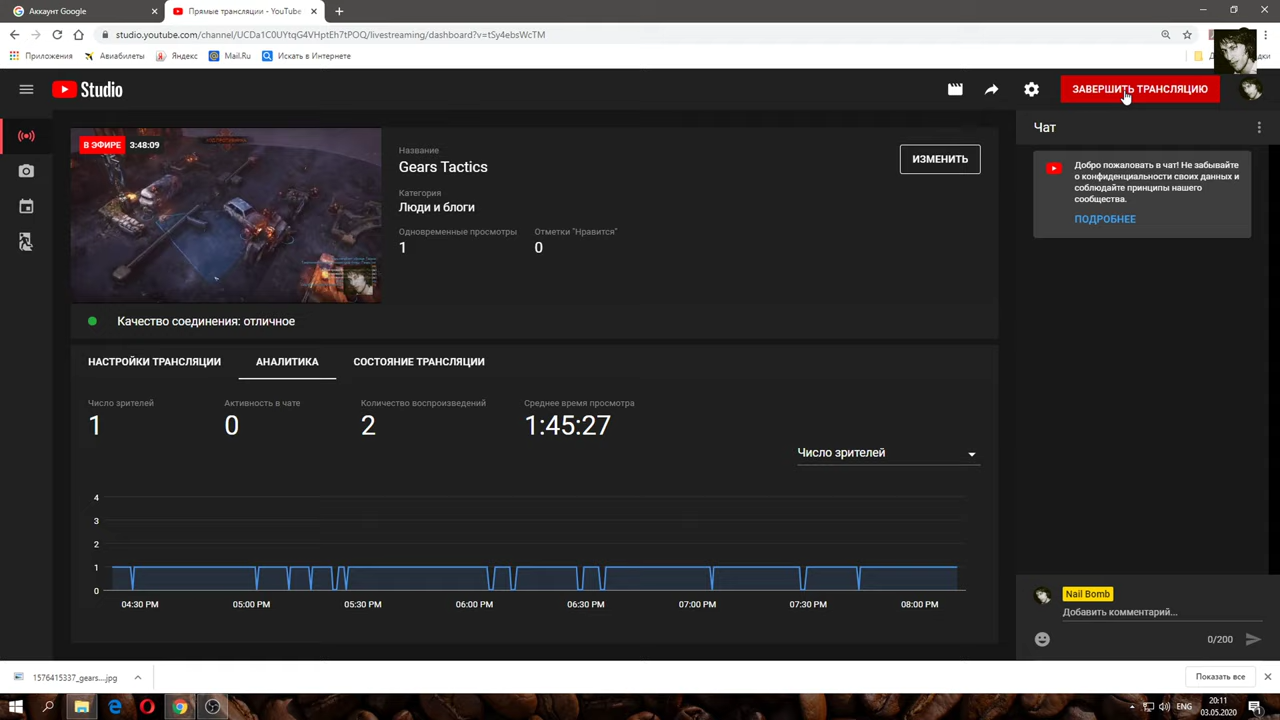 Аккаунт Google
Прямые трансляции - YouTube
studio.youtube.com/channel/UCDa1C0UYtqG4VHptEh7tPOQ/livestreaming/dashboard?v=tSy4ebsWcTM
Приложения
Авиабилеты
Яндекс
Mail.Ru
Искать в Интернете
Studio
ЗАВЕРШИТЬ ТРАНСЛЯЦИЮ
В ЭФИРЕ
3:48:09
Название
Gears Tactics
ИЗМЕНИТЬ
Категория
Люди и блоги
Одновременные просмотры
1
Отметки "Нравится"
0
Качество соединения: отличное
НАСТРОЙКИ ТРАНСЛЯЦИИ
АНАЛИТИКА
СОСТОЯНИЕ ТРАНСЛЯЦИИ
Число зрителей
1
Активность в чате
0
Количество воспроизведений
2
Среднее время просмотра
1:45:27
Число зрителей
4
3
2
1
0
04:30 PM
05:00 PM
05:30 PM
06:00 PM
06:30 PM
07:00 PM
07:30 PM
08:00 PM
Чат
Добро пожаловать в чат! Не забывайте
о конфиденциальности своих данных и
соблюдайте принципы нашего
сообщества.
ПОДРОБНЕЕ
Nail Bomb
Добавить комментарий...
0/200
1576415337_gears....jpg
Показать все
ENG
20:11
03.05.2020